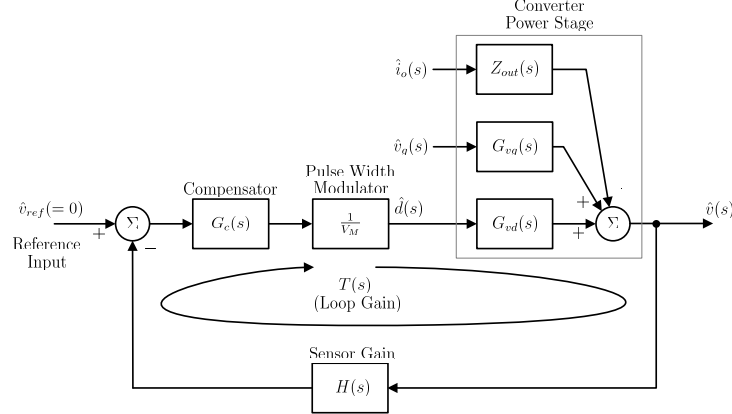 Converter
Power Stage
î_o(s)
Z_out(s)
v̂_g(s)
G_vg(s)
Pulse Width
Modulator
Compensator
v̂_ref(=0)
Σ
G_c(s)
1/V_M
d̂(s)
G_vd(s)
+
+
Σ
v̂(s)
+
−
Reference
Input
T(s)
(Loop Gain)
Sensor Gain
H(s)